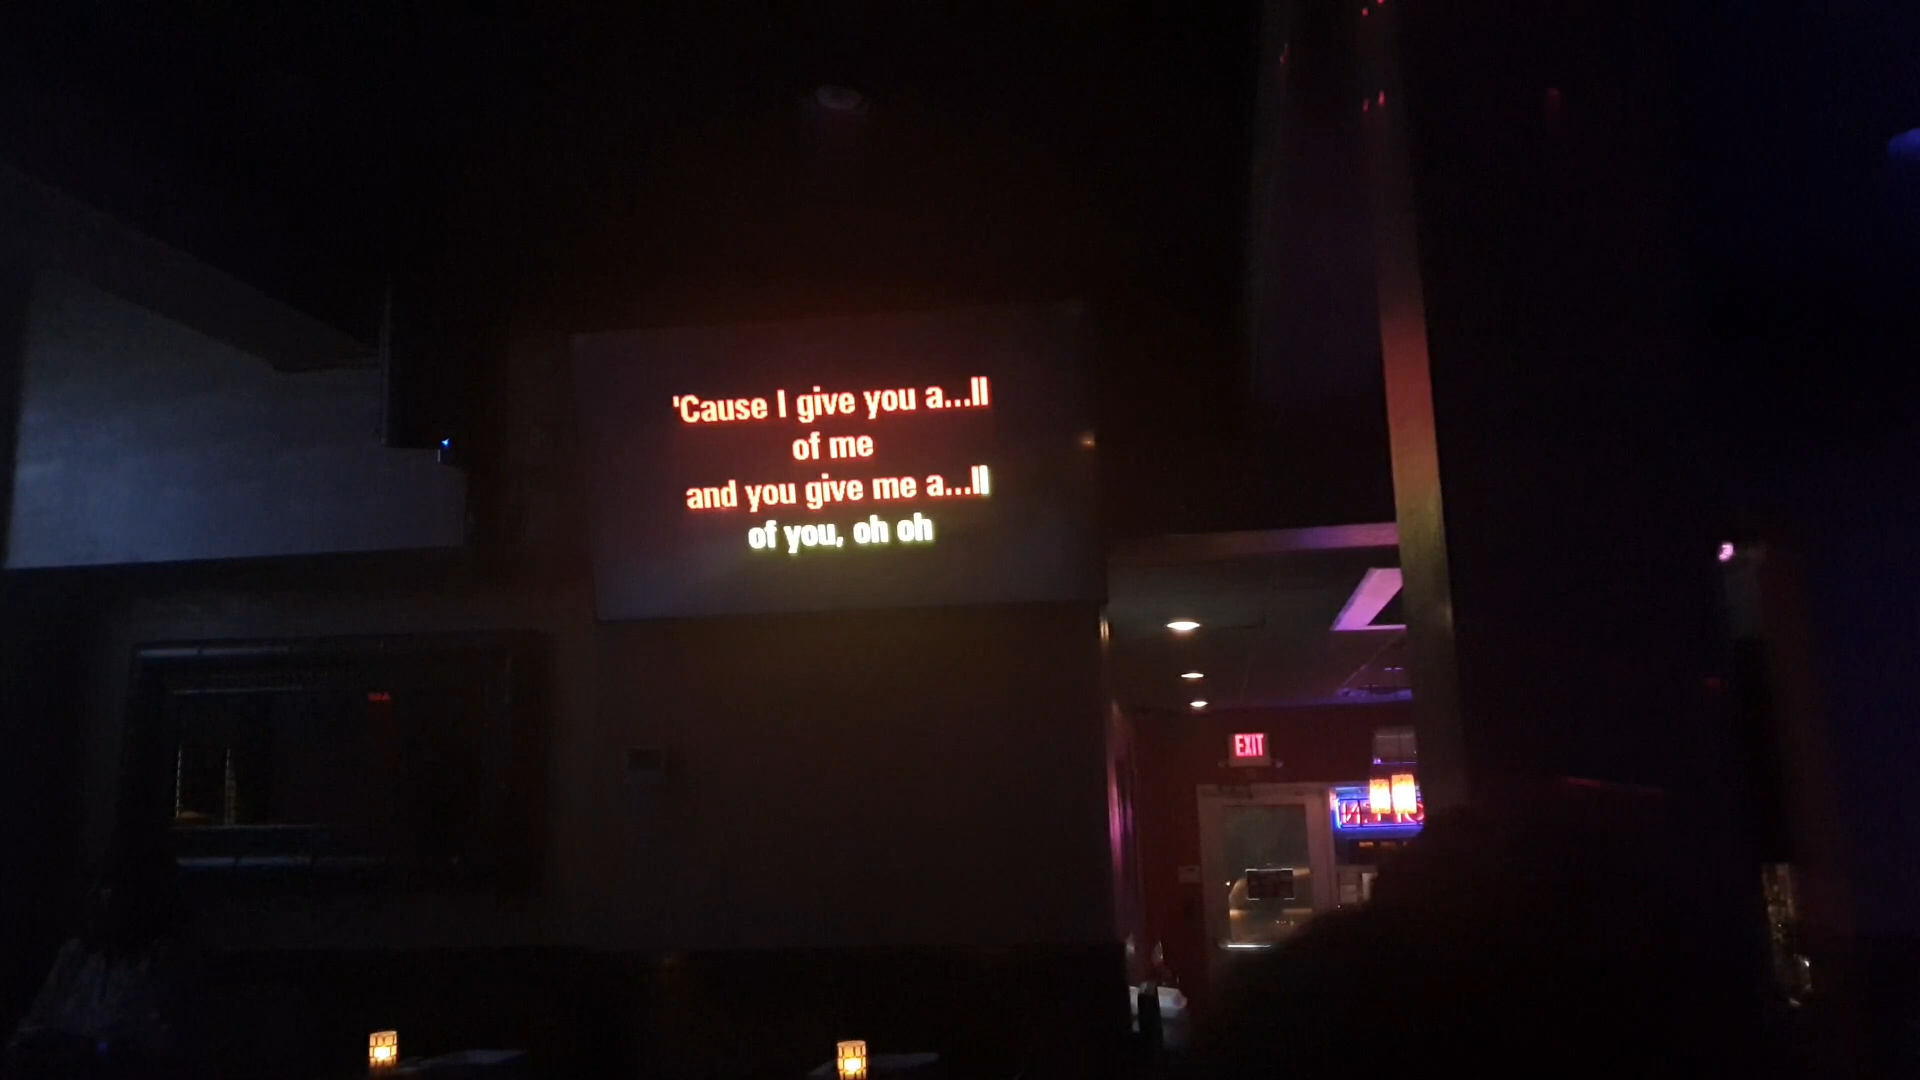 'Cause I give you a...ll
of me
and you give me a...ll
of you, oh oh
EXIT